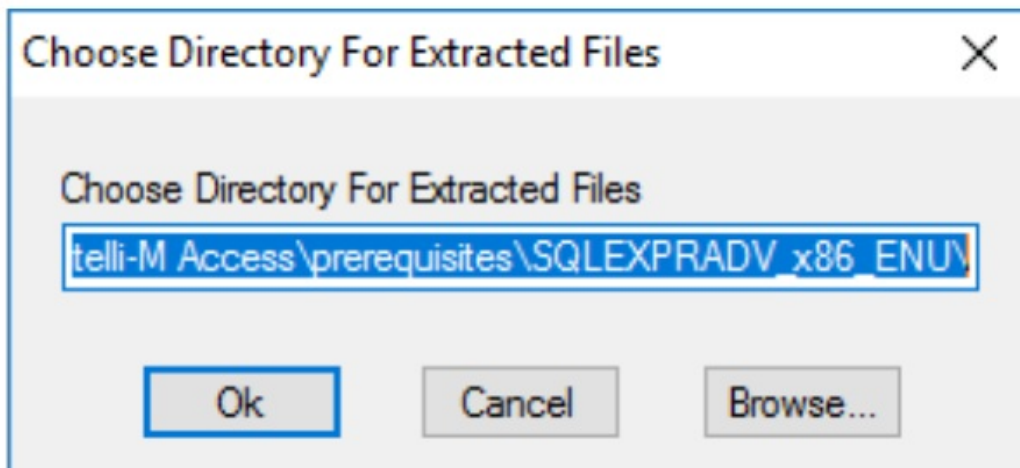 Choose Directory For Extracted Files
Choose Directory For Extracted Files
telli-M Access\prerequisites\SQLEXPRADV_x86_ENU\
Ok Cancel Browse...